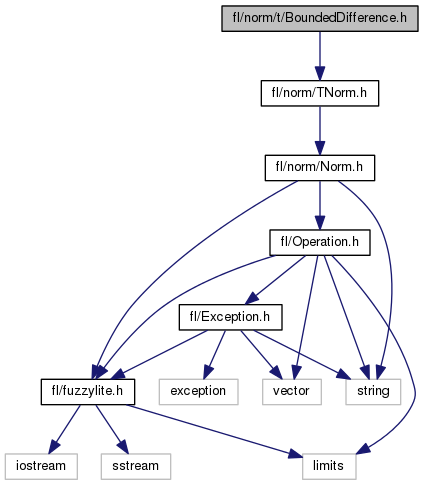 fl/norm/t/BoundedDifference.h
fl/norm/TNorm.h
fl/norm/Norm.h
fl/Operation.h
fl/Exception.h
fl/fuzzylite.h
exception
vector
string
iostream
sstream
limits